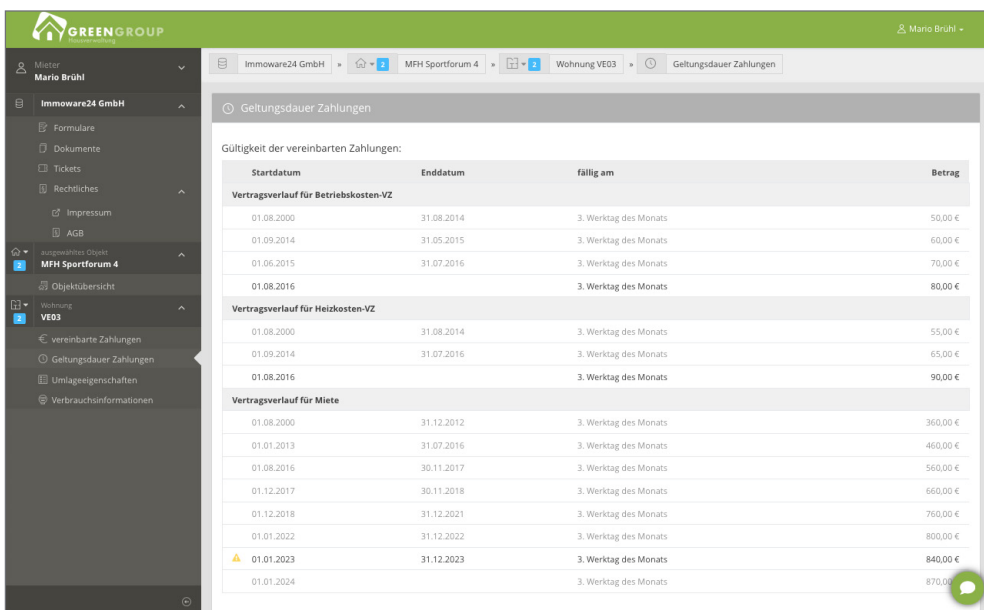 GREENGROUP
Hausverwaltung
Mario Brühl
Mieter
Mario Brühl
Immoware24 GmbH
Formulare
Dokumente
Tickets
Rechtliches
Impressum
AGB
ausgewähltes Objekt
2 MFH Sportforum 4
Objektübersicht
Wohnung
2 VE03
vereinbarte Zahlungen
Geltungsdauer Zahlungen
Umlageeigenschaften
Verbrauchsinformationen
Immoware24 GmbH » 2 MFH Sportforum 4 » 2 Wohnung VE03 » Geltungsdauer Zahlungen
Geltungsdauer Zahlungen
Gültigkeit der vereinbarten Zahlungen:
Startdatum Enddatum fällig am Betrag
Vertragsverlauf für Betriebskosten-VZ
01.08.2000 31.08.2014 3. Werktag des Monats 50,00 €
01.09.2014 31.05.2015 3. Werktag des Monats 60,00 €
01.06.2015 31.07.2016 3. Werktag des Monats 70,00 €
01.08.2016 3. Werktag des Monats 80,00 €
Vertragsverlauf für Heizkosten-VZ
01.08.2000 31.08.2014 3. Werktag des Monats 55,00 €
01.09.2014 31.07.2016 3. Werktag des Monats 65,00 €
01.08.2016 3. Werktag des Monats 90,00 €
Vertragsverlauf für Miete
01.08.2000 31.12.2012 3. Werktag des Monats 360,00 €
01.01.2013 31.07.2016 3. Werktag des Monats 460,00 €
01.08.2016 30.11.2017 3. Werktag des Monats 560,00 €
01.12.2017 30.11.2018 3. Werktag des Monats 660,00 €
01.12.2018 31.12.2021 3. Werktag des Monats 760,00 €
01.01.2022 31.12.2022 3. Werktag des Monats 800,00 €
01.01.2023 31.12.2023 3. Werktag des Monats 840,00 €
01.01.2024 3. Werktag des Monats 870,0